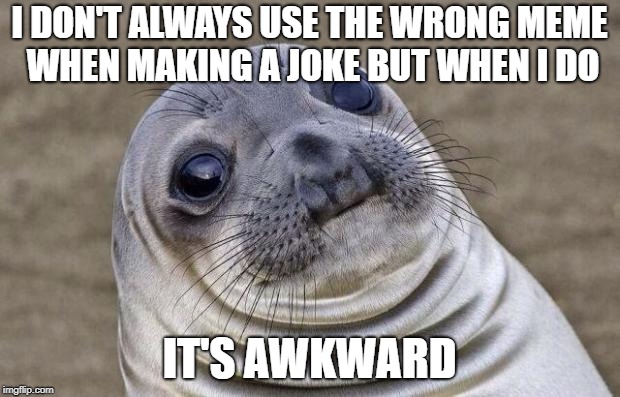 I DON'T ALWAYS USE THE WRONG MEME
WHEN MAKING A JOKE BUT WHEN I DO
IT'S AWKWARD
imgflip.com